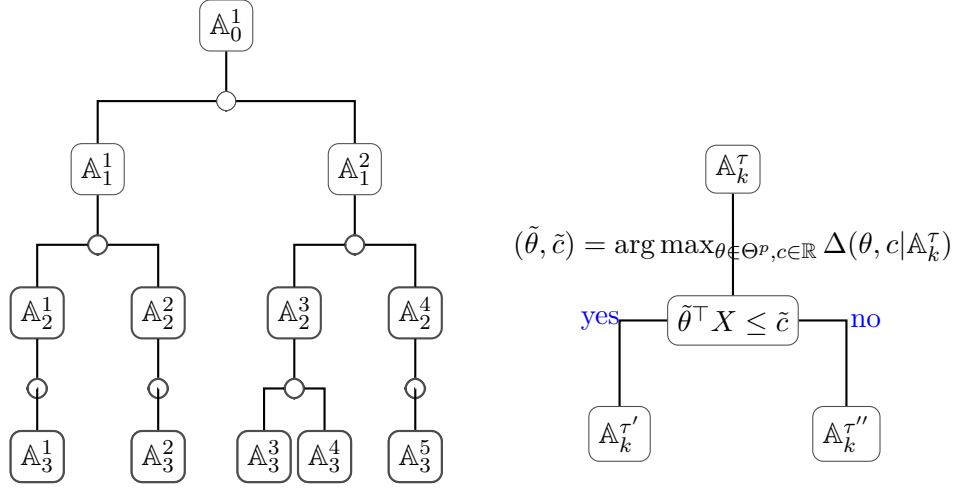 𝔸₀¹
𝔸₁¹ 𝔸₁²
𝔸₂¹ 𝔸₂² 𝔸₂³ 𝔸₂⁴
𝔸₃¹ 𝔸₃² 𝔸₃³ 𝔸₃⁴ 𝔸₃⁵
𝔸_k^τ
(θ̃, c̃) = arg max_{θ∈Θ^p, c∈ℝ} Δ(θ, c|𝔸_k^τ)
yes θ̃^⊤ X ≤ c̃ no
𝔸_k^{τ′} 𝔸_k^{τ″}